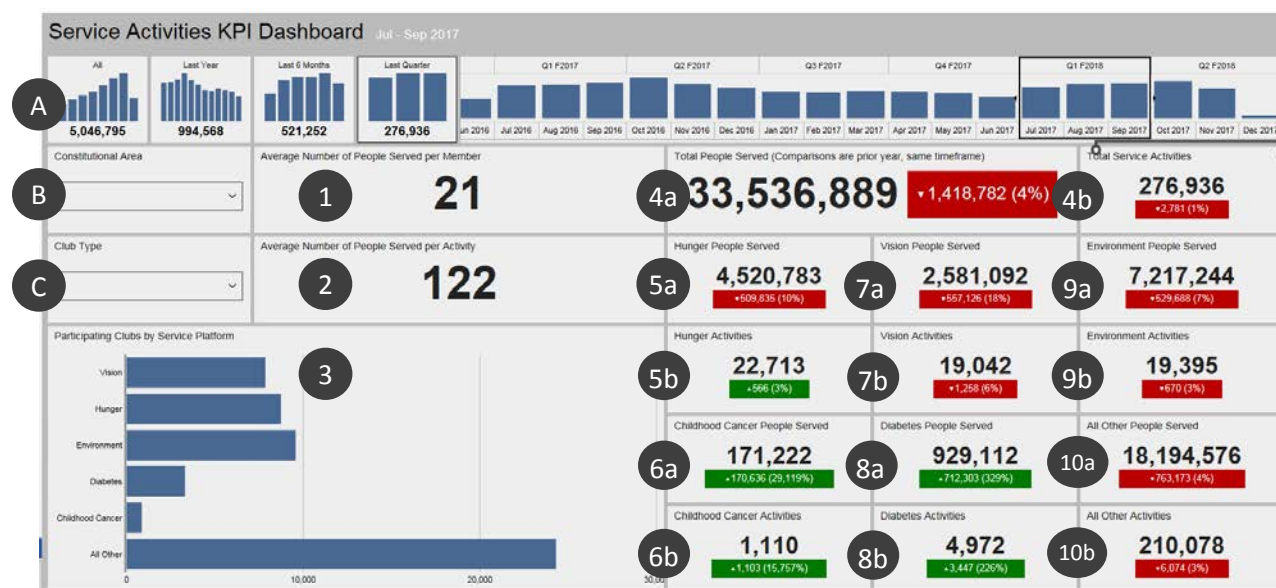 Service Activities KPI Dashboard Jul - Sep 2017
All
Last Year
Last 6 Months
Last Quarter
Q1 F2017
Q2 F2017
Q3 F2017
Q4 F2017
Q1 F2018
Q2 F2018
A
5,046,795
994,568
521,252
276,936
un 2016
Jul 2016
Aug 2016
Sep 2016
Oct 2016
Nov 2016
Dec 2016
Jan 2017
Feb 2017
Mar 2017
Apr 2017
May 2017
Jun 2017
Jul 2017
Aug 2017
Sep 2017
Oct 2017
Nov 2017
Dec 2017
Constitutional Area
B
Average Number of People Served per Member
1
21
Total People Served (Comparisons are prior year, same timeframe)
4a
33,536,889
▾1,418,782 (4%)
Total Service Activities
4b
276,936
▾2,781 (1%)
Club Type
C
Average Number of People Served per Activity
2
122
Hunger People Served
5a
4,520,783
▾509,835 (10%)
Vision People Served
7a
2,581,092
▾557,126 (18%)
Environment People Served
9a
7,217,244
▾529,688 (7%)
Participating Clubs by Service Platform
3
Vision
Hunger
Environment
Diabetes
Childhood Cancer
All Other
0
10,000
20,000
30,00
Hunger Activities
5b
22,713
▴566 (3%)
Vision Activities
7b
19,042
▾1,258 (6%)
Environment Activities
9b
19,395
▾670 (3%)
Childhood Cancer People Served
6a
171,222
▴170,636 (29,119%)
Diabetes People Served
8a
929,112
▴712,303 (329%)
All Other People Served
10a
18,194,576
▾763,173 (4%)
Childhood Cancer Activities
6b
1,110
▴1,103 (15,757%)
Diabetes Activities
8b
4,972
▴3,447 (226%)
All Other Activities
10b
210,078
▾6,074 (3%)